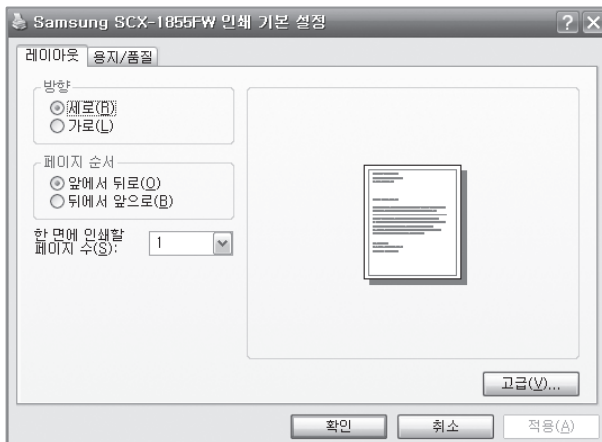 Samsung SCX-1855FW 인쇄 기본 설정
레이아웃 용지/품질
방향
세로(R)
가로(L)
페이지 순서
앞에서 뒤로(O)
뒤에서 앞으로(B)
한 면에 인쇄할
페이지 수(S):
1
고급(V)...
확인 취소 적용(A)